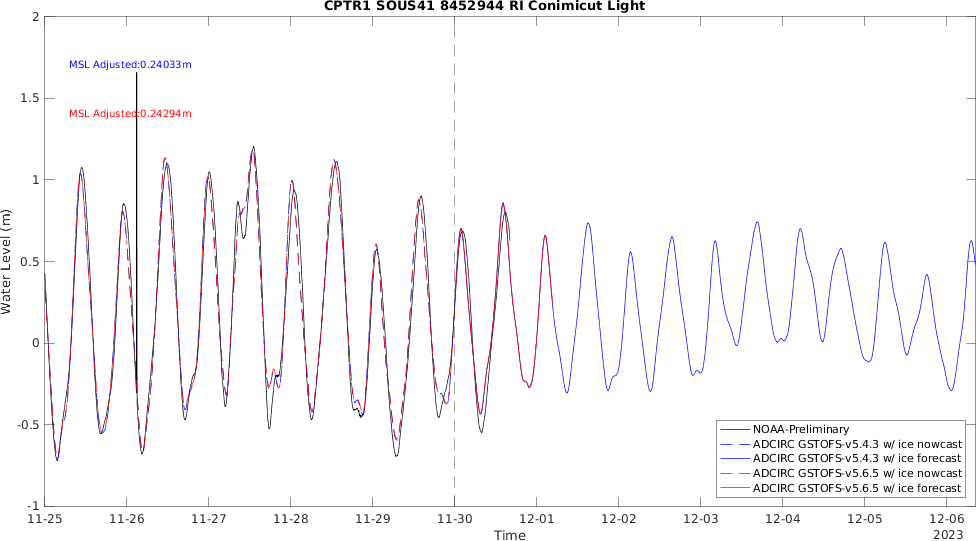 CPTR1 SOUS41 8452944 RI Conimicut Light
2
1.5
1
0.5
0
-0.5
-1
Water Level (m)
MSL Adjusted:0.24033m
MSL Adjusted:0.24294m
NOAA-Preliminary
ADCIRC GSTOFS-v5.4.3 w/ ice nowcast
ADCIRC GSTOFS-v5.4.3 w/ ice forecast
ADCIRC GSTOFS-v5.6.5 w/ ice nowcast
ADCIRC GSTOFS-v5.6.5 w/ ice forecast
11-25 11-26 11-27 11-28 11-29 11-30 12-01 12-02 12-03 12-04 12-05 12-06
2023
Time